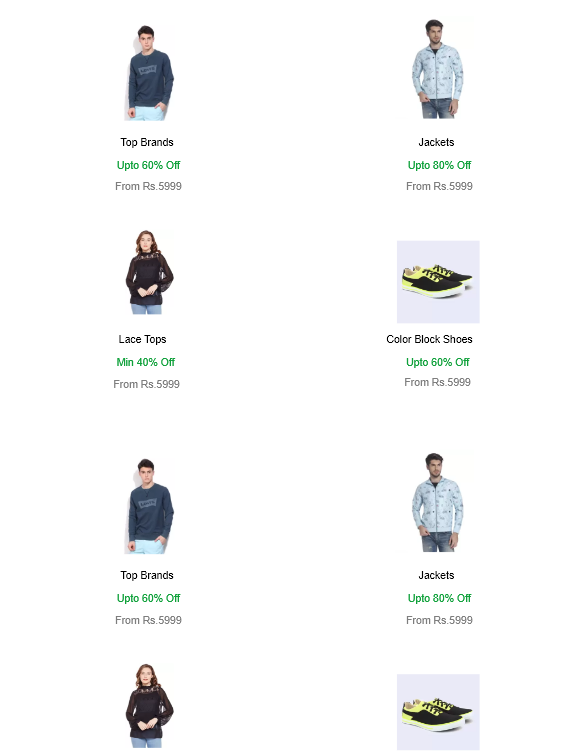 Top Brands
Jackets
Upto 60% Off
Upto 80% Off
From Rs.5999
From Rs.5999
Lace Tops
Color Block Shoes
Min 40% Off
Upto 60% Off
From Rs.5999
From Rs.5999
Top Brands
Jackets
Upto 60% Off
Upto 80% Off
From Rs.5999
From Rs.5999